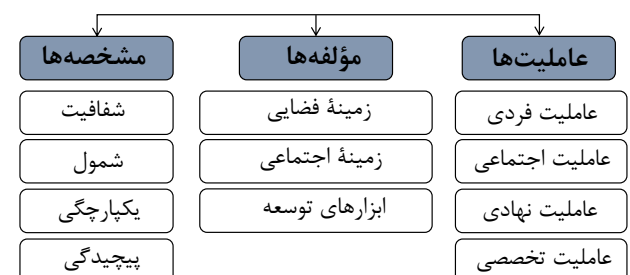 عاملیت‌ها
عاملیت فردی
عاملیت اجتماعی
عاملیت نهادی
عاملیت تخصصی
مؤلفه‌ها
زمینهٔ فضایی
زمینهٔ اجتماعی
ابزارهای توسعه
مشخصه‌ها
شفافیت
شمول
یکپارچگی
پیچیدگی